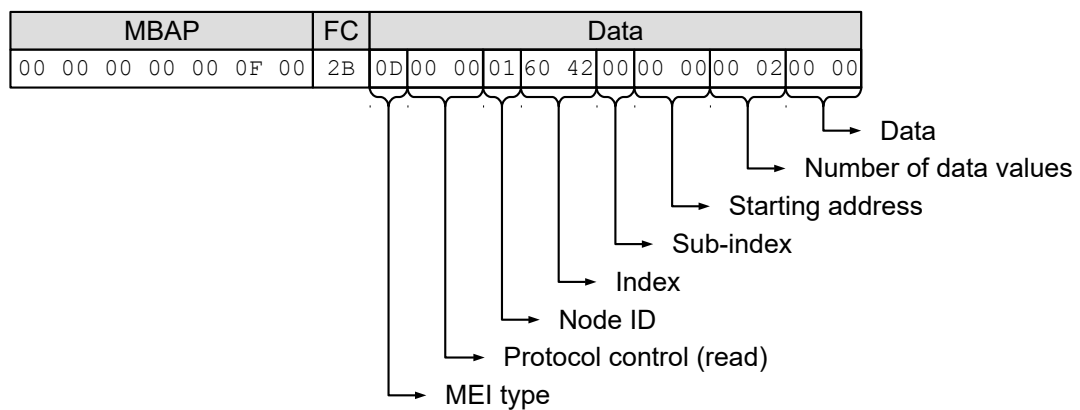 MBAP FC Data
00 00 00 00 00 0F 00 2B 0D 00 00 01 60 42 00 00 00 00 02 00 00
Data
Number of data values
Starting address
Sub-index
Index
Node ID
Protocol control (read)
MEI type